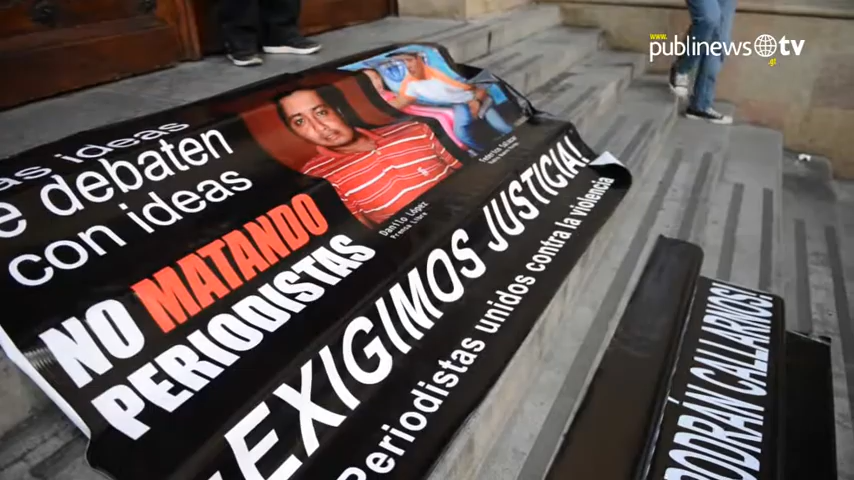 www.
publinews tv
.gt
as ideas
e debaten
con ideas
NO MATANDO
PERIODISTAS
Danilo López
Prensa Libre
Federico Salazar
¡EXIGIMOS JUSTICIA!
Periodistas unidos contra la violencia
PODRÁN CALLARNOS!